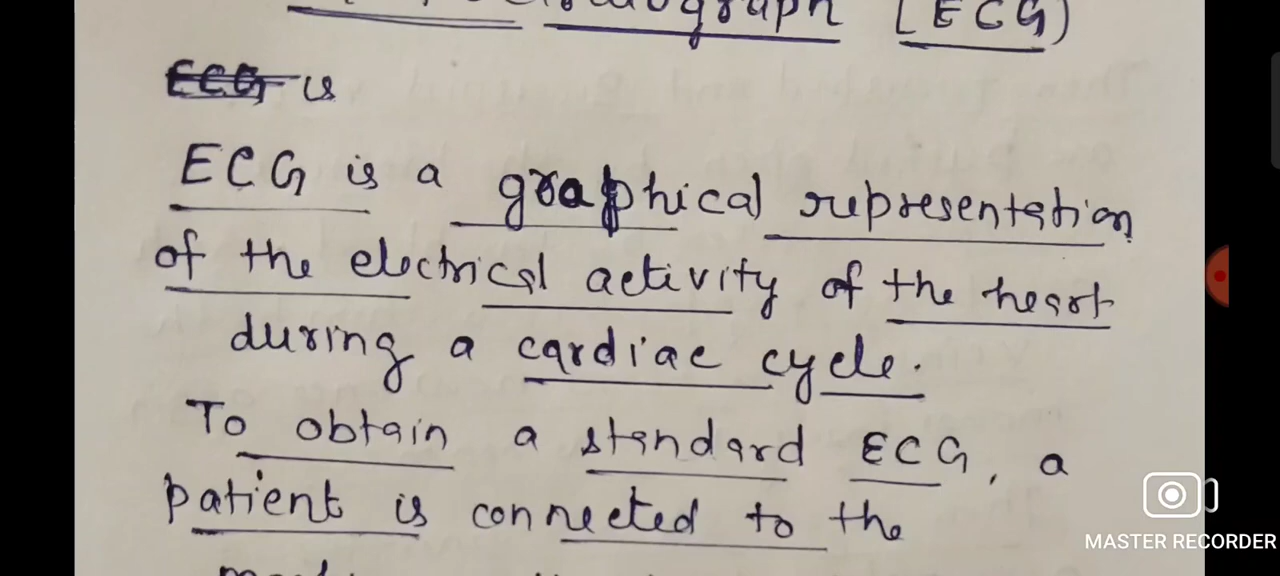 [ECG)
ECG is
ECG is a graphical representation
of the electrical activity of the heart
during a cardiac cycle.
To obtain a standard ECG, a
patient is connected to the
MASTER RECORDER